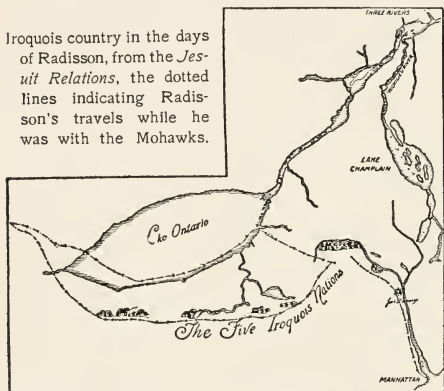 Iroquois country in the days
of Radisson, from the Jes-
uit Relations, the dotted
lines indicating Radis-
son's travels while he
was with the Mohawks.
THREE RIVERS
LAKE
CHAMPLAIN
Lke Ontario
The Five Iroquois Nations
MANHATTAN